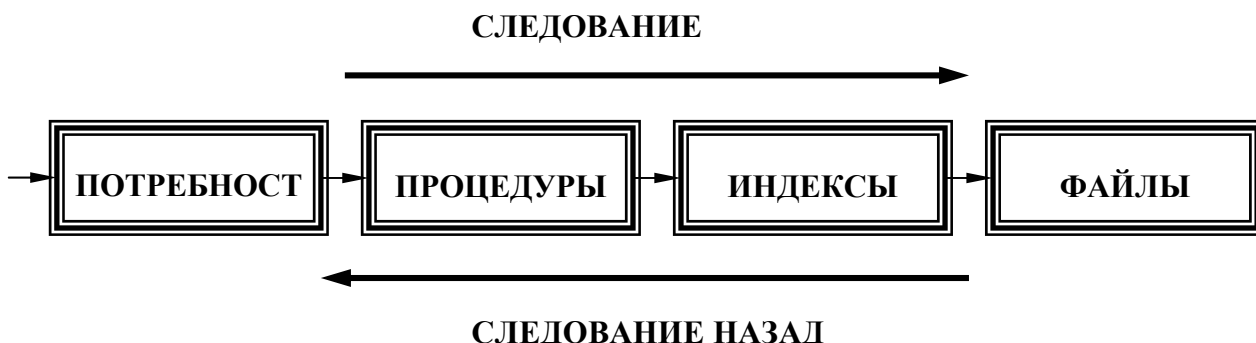 СЛЕДОВАНИЕ
ПОТРЕБНОСТ
ПРОЦЕДУРЫ
ИНДЕКСЫ
ФАЙЛЫ
СЛЕДОВАНИЕ НАЗАД